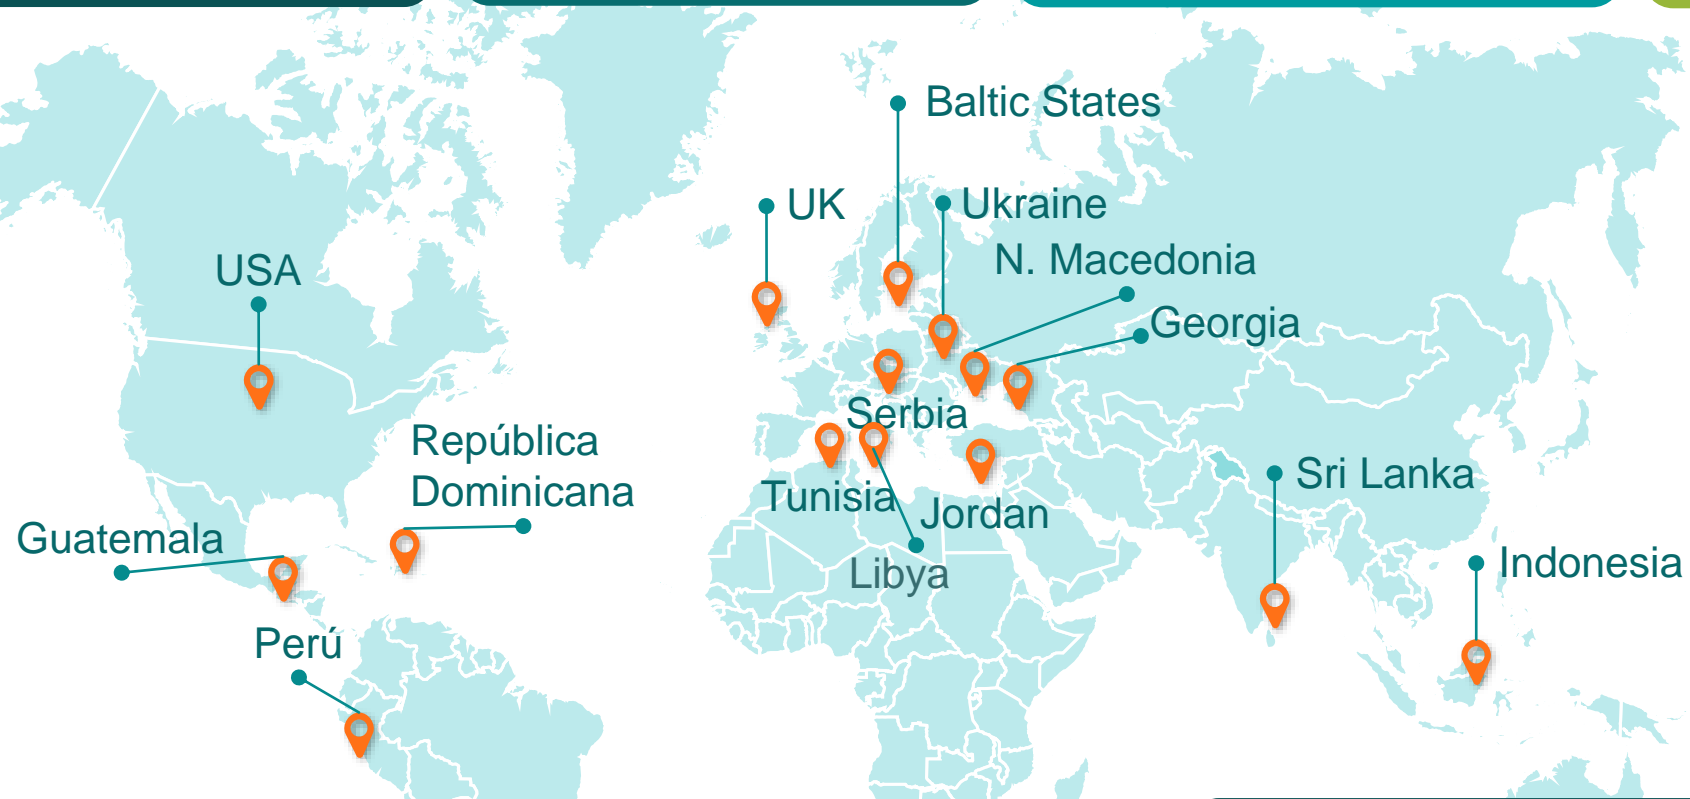 Baltic States
UK
Ukraine
N. Macedonia
USA
Georgia
Serbia
República
Dominicana
Sri Lanka
Tunisia
Jordan
Guatemala
Libya
Indonesia
Perú